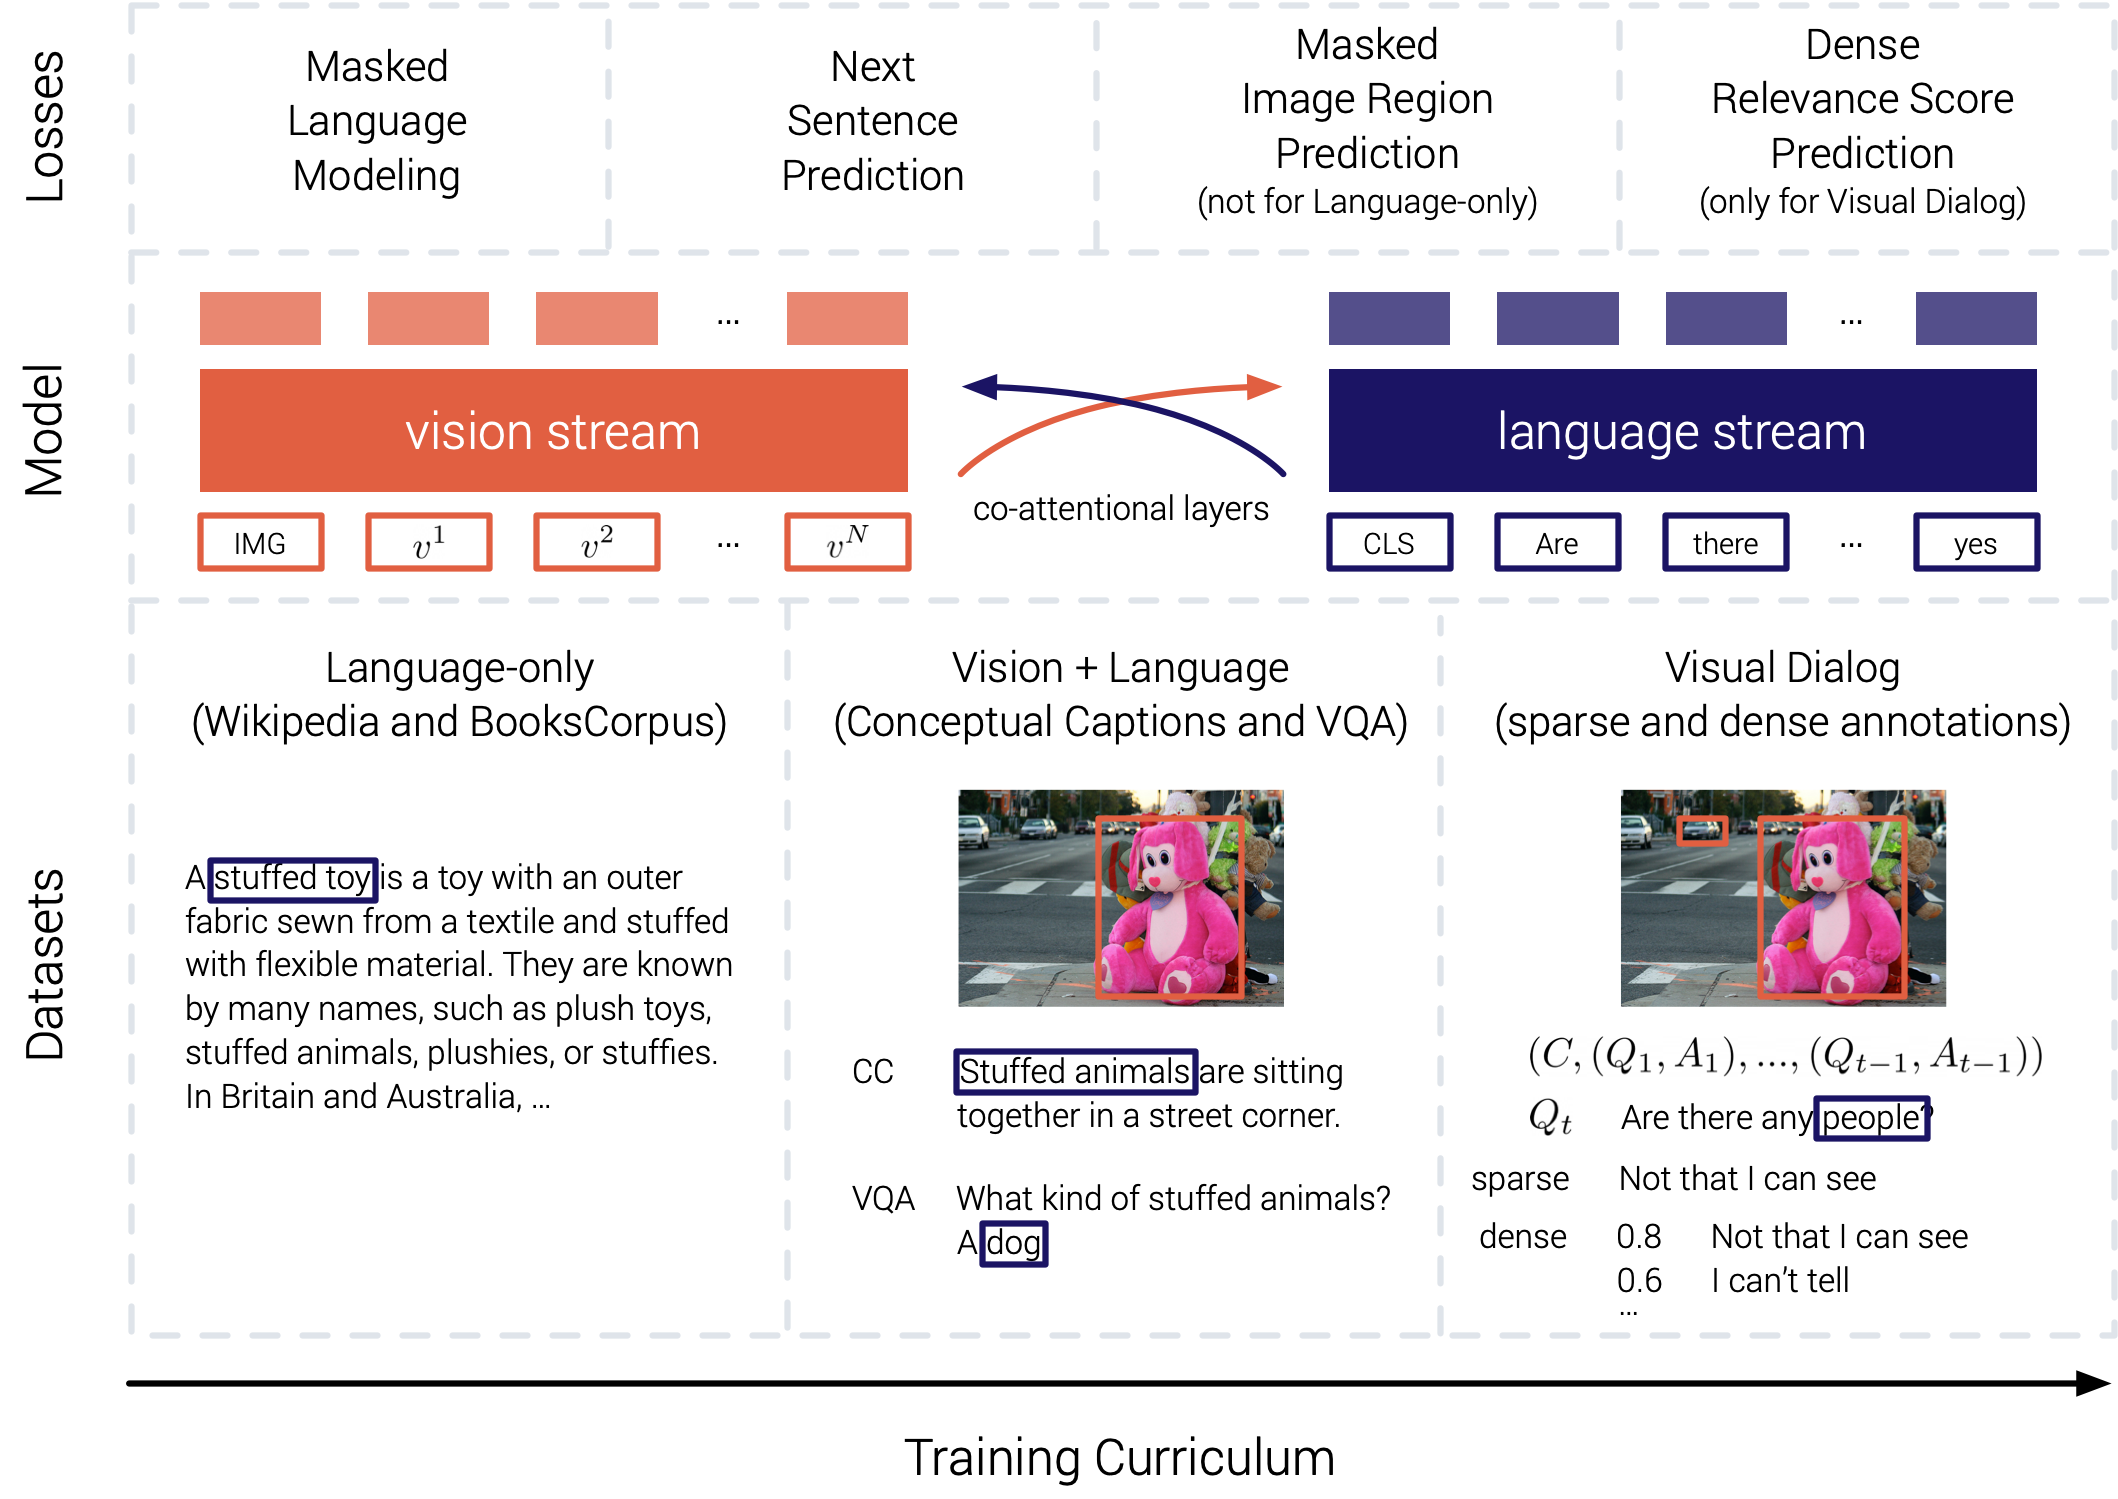 Losses
Masked
Language
Modeling
Next
Sentence
Prediction
Masked
Image Region
Prediction
(not for Language-only)
Dense
Relevance Score
Prediction
(only for Visual Dialog)
Model
...
...
vision stream
language stream
co-attentional layers
IMG
v^1
v^2
...
v^N
CLS
Are
there
...
yes
Datasets
Language-only
(Wikipedia and BooksCorpus)
A stuffed toy is a toy with an outer
fabric sewn from a textile and stuffed
with flexible material. They are known
by many names, such as plush toys,
stuffed animals, plushies, or stuffies.
In Britain and Australia, ...
Vision + Language
(Conceptual Captions and VQA)
CC Stuffed animals are sitting
together in a street corner.
VQA What kind of stuffed animals?
A dog
Visual Dialog
(sparse and dense annotations)
(C, (Q_1, A_1), ..., (Q_{t-1}, A_{t-1}))
Q_t Are there any people?
sparse Not that I can see
dense 0.8 Not that I can see
0.6 I can't tell
...
Training Curriculum